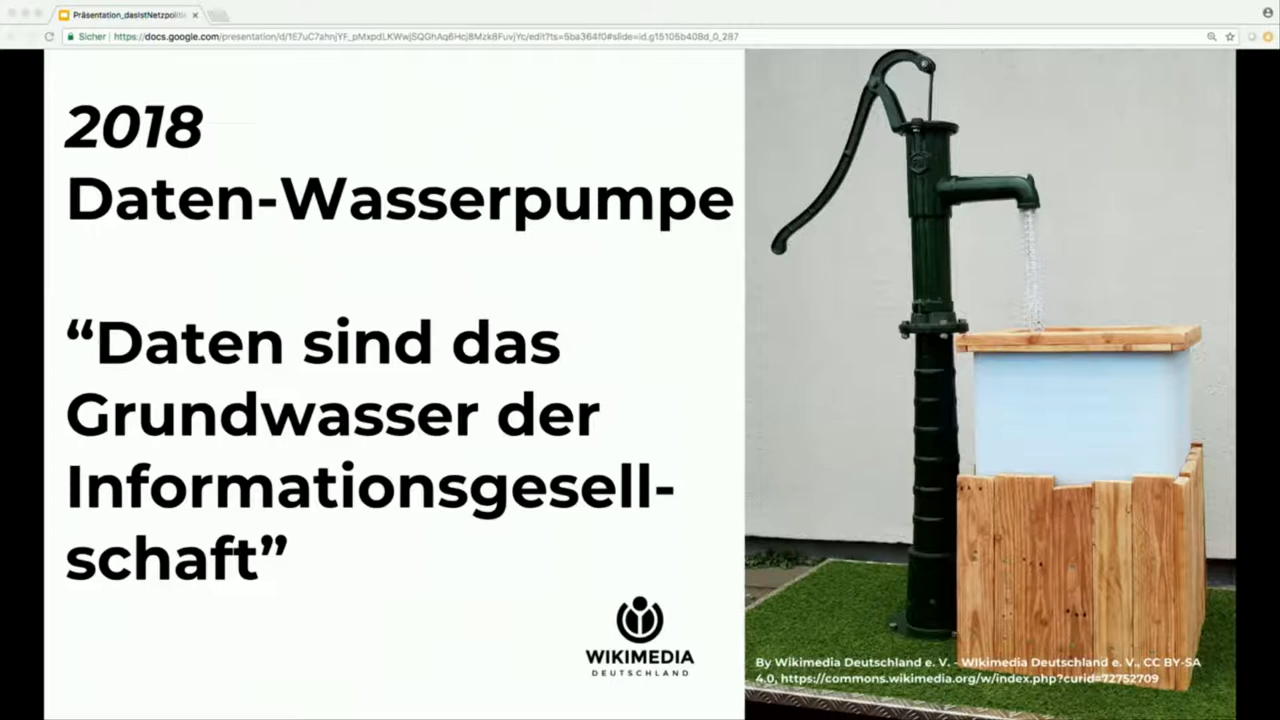 Präsentation_dasIstNetzpoliti
Sicher
https://docs.google.com/presentation/d/1E7uC7ahnjYF_pMxpdLKWwjSQGhAq6Hcj8Mzk8FuvjYc/edit?ts=5ba364f0#slide=id.g15105b408d_0_287
2018
Daten-Wasserpumpe
“Daten sind das
Grundwasser der
Informationsgesell-
schaft”
WIKIMEDIA
DEUTSCHLAND
By Wikimedia Deutschland e. V. - Wikimedia Deutschland e. V., CC BY-SA
4.0, https://commons.wikimedia.org/w/index.php?curid=72752709